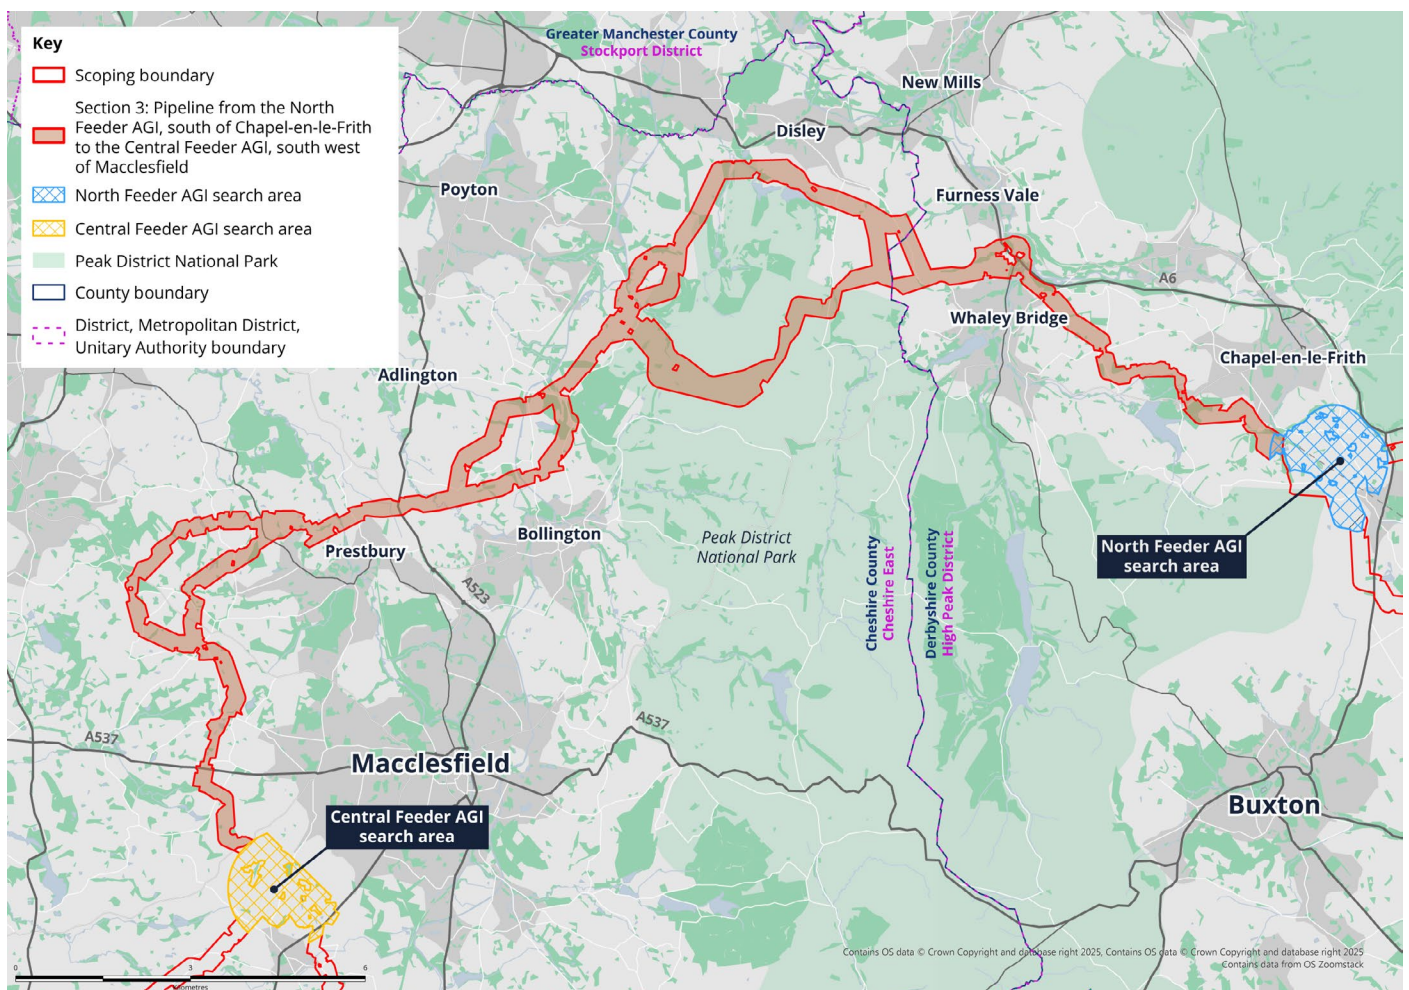 Key
Scoping boundary
Section 3: Pipeline from the North
Feeder AGI, south of Chapel-en-le-Frith
to the Central Feeder AGI, south west
of Macclesfield
North Feeder AGI search area
Central Feeder AGI search area
Peak District National Park
County boundary
District, Metropolitan District,
Unitary Authority boundary
Greater Manchester County
Stockport District
New Mills
Disley
Poyton
Furness Vale
A6
Whaley Bridge
Chapel-en-le-Frith
Adlington
Bollington
Prestbury
Peak District
National Park
North Feeder AGI
search area
Cheshire County
Cheshire East
Derbyshire County
High Peak District
A523
A537
A537
Macclesfield
Central Feeder AGI
search area
Buxton
Contains OS data © Crown Copyright and database right 2025, Contains OS data © Crown Copyright and database right 2025
Contains data from OS Zoomstack
0 3 6